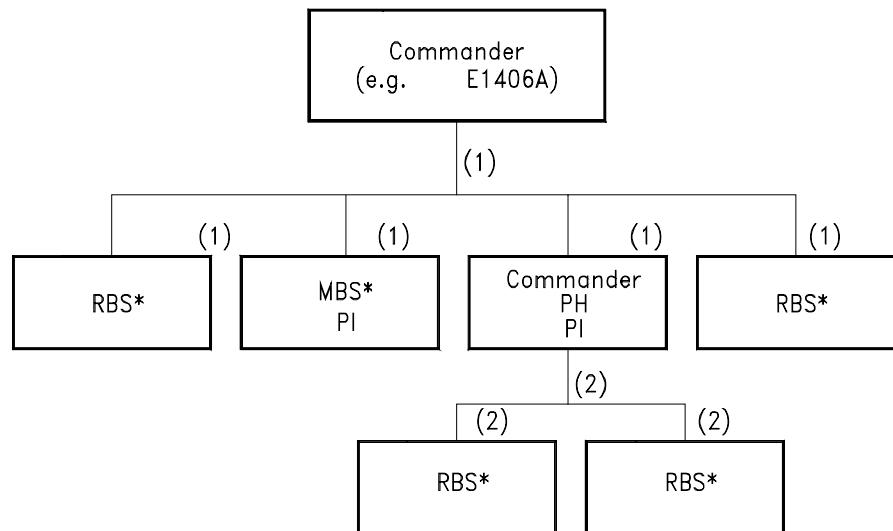 Commander
(e.g. E1406A)
(1)
(1)
(1)
(1)
(1)
RBS*
MBS*
PI
Commander
PH
PI
RBS*
(2)
(2)
(2)
RBS*
RBS*